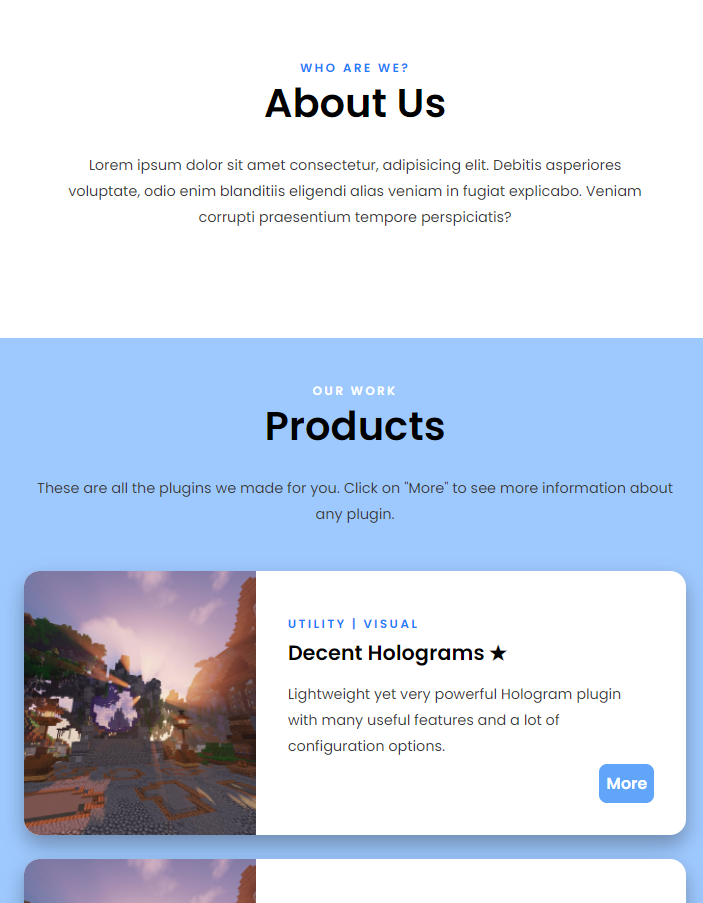 WHO ARE WE?
About Us
Lorem ipsum dolor sit amet consectetur, adipisicing elit. Debitis asperiores
voluptate, odio enim blanditiis eligendi alias veniam in fugiat explicabo. Veniam
corrupti praesentium tempore perspiciatis?
OUR WORK
Products
These are all the plugins we made for you. Click on "More" to see more information about
any plugin.
UTILITY | VISUAL
Decent Holograms ★
Lightweight yet very powerful Hologram plugin
with many useful features and a lot of
configuration options.
More